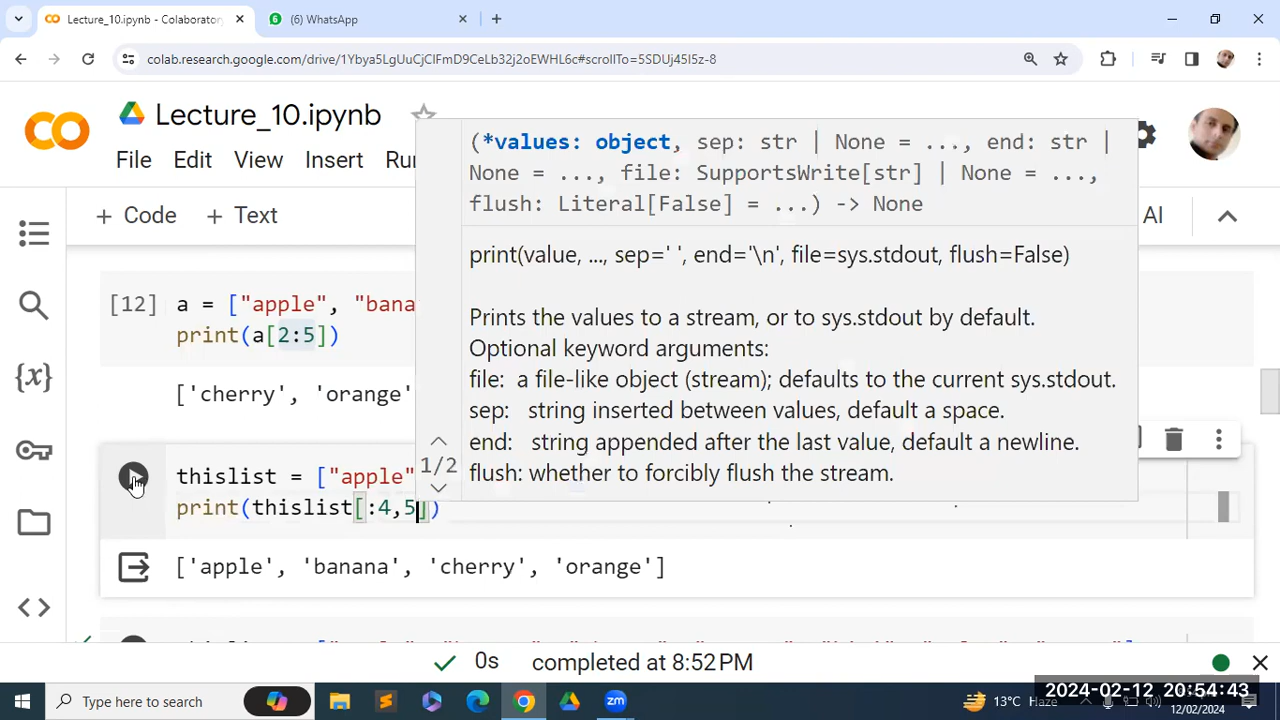 Lecture_10.ipynb - Colaborator
(6) WhatsApp
colab.research.google.com/drive/1Ybya5LgUuCjCIFmD9CeLb32j2oEWHL6c#scrollTo=5SDUj45I5z-8
Lecture_10.ipynb
File Edit View Insert Ru
(*values: object, sep: str | None = ..., end: str |
None = ..., file: SupportsWrite[str] | None = ...,
flush: Literal[False] = ...) -> None
+ Code + Text
AI
print(value, ..., sep=' ', end='\n', file=sys.stdout, flush=False)
[12] a = ["apple", "bana
print(a[2:5])
Prints the values to a stream, or to sys.stdout by default.
Optional keyword arguments:
file: a file-like object (stream); defaults to the current sys.stdout.
sep: string inserted between values, default a space.
end: string appended after the last value, default a newline.
flush: whether to forcibly flush the stream.
1/2
['cherry', 'orange'
thislist = ["apple"
print(thislist[:4,5])
['apple', 'banana', 'cherry', 'orange']
0s completed at 8:52 PM
Type here to search
13°C Haze
2024-02-12 20:54:43
12/02/2024